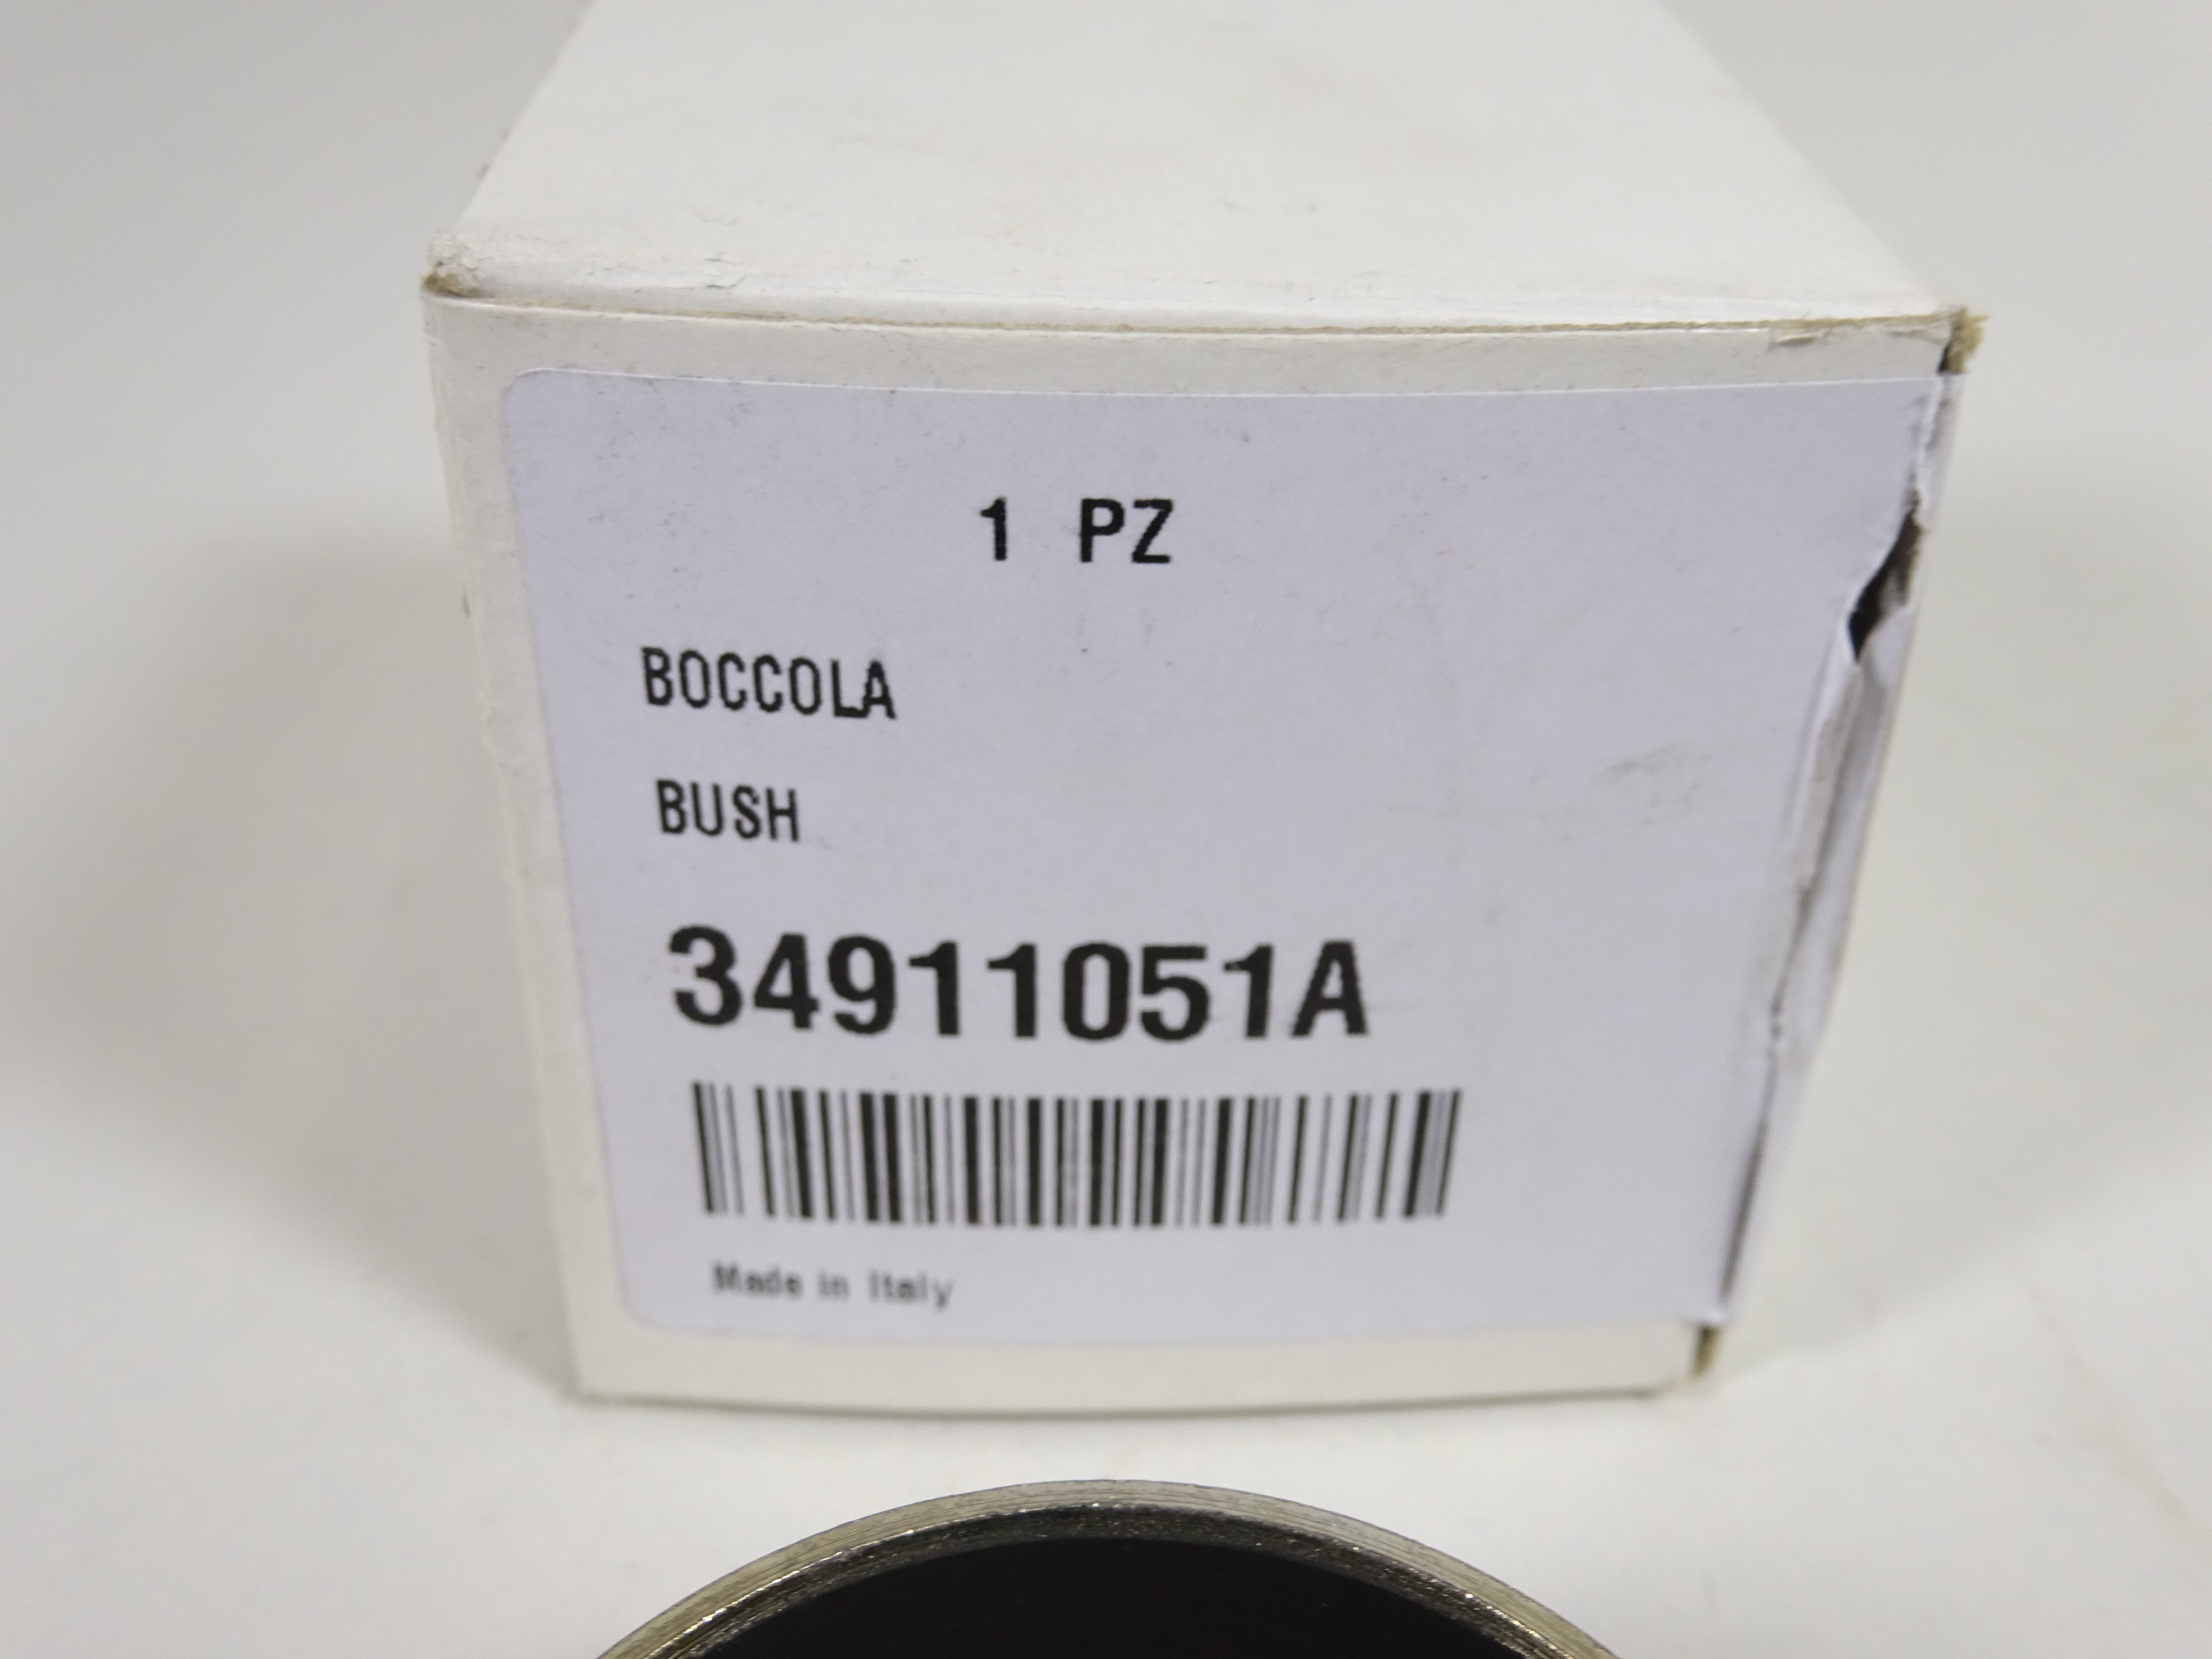 1 PZ
BOCCOLA
BUSH
34911051A
Made in Italy